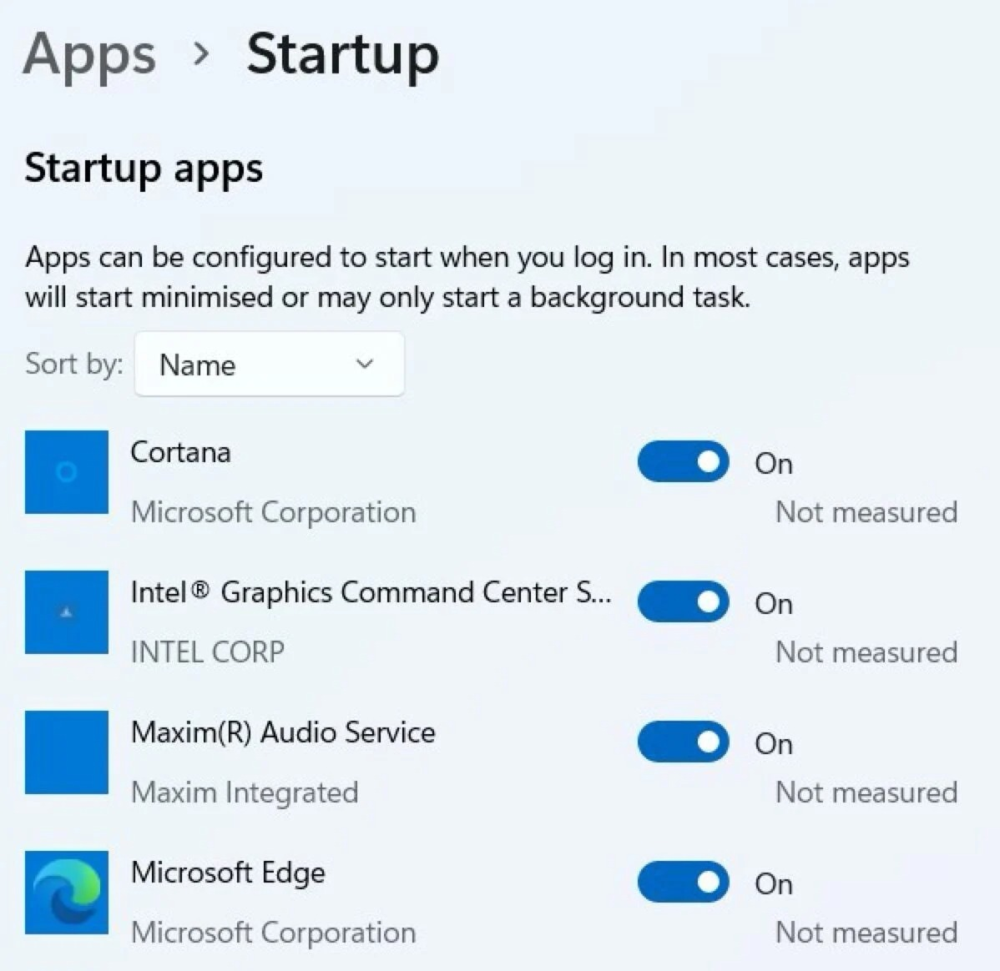 Apps > Startup
Startup apps
Apps can be configured to start when you log in. In most cases, apps
will start minimised or may only start a background task.
Sort by: Name
Cortana On
Microsoft Corporation Not measured
Intel® Graphics Command Center S... On
INTEL CORP Not measured
Maxim(R) Audio Service On
Maxim Integrated Not measured
Microsoft Edge On
Microsoft Corporation Not measured